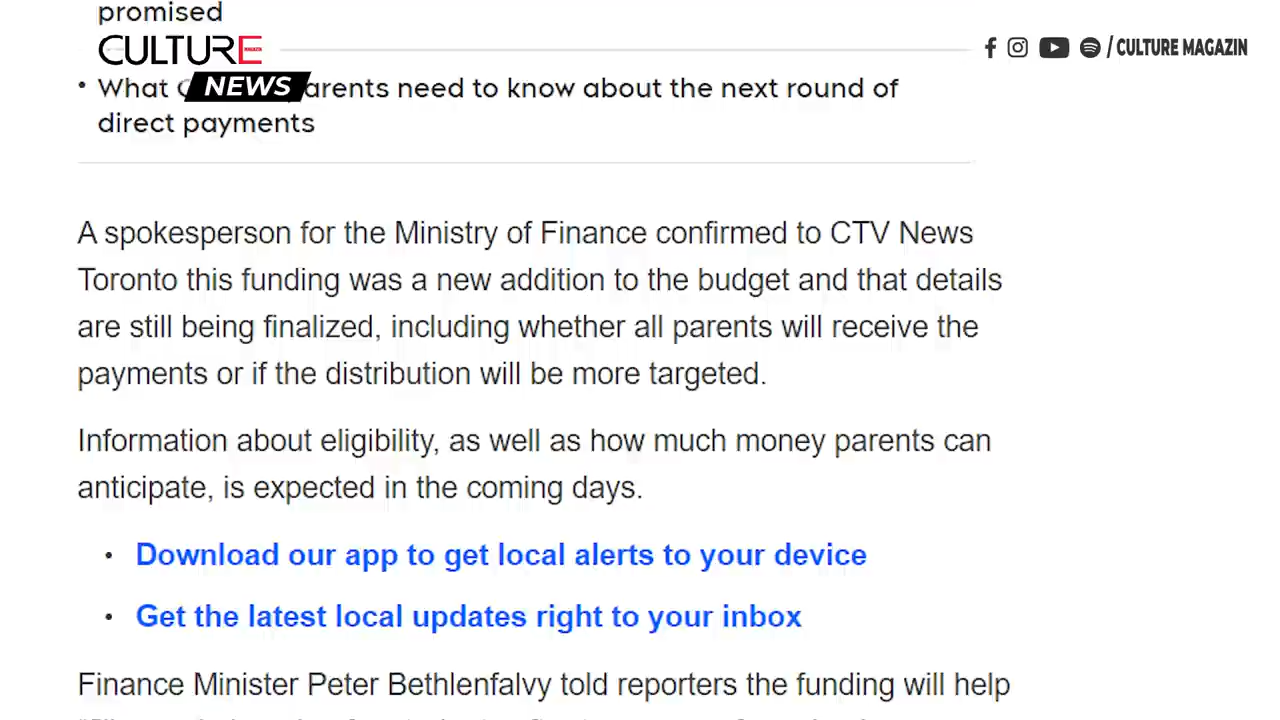 promised
CULTURE
MAGAZIN
NEWS
/ CULTURE MAGAZIN
What arents need to know about the next round of
direct payments
A spokesperson for the Ministry of Finance confirmed to CTV News
Toronto this funding was a new addition to the budget and that details
are still being finalized, including whether all parents will receive the
payments or if the distribution will be more targeted.
Information about eligibility, as well as how much money parents can
anticipate, is expected in the coming days.
• Download our app to get local alerts to your device
• Get the latest local updates right to your inbox
Finance Minister Peter Bethlenfalvy told reporters the funding will help